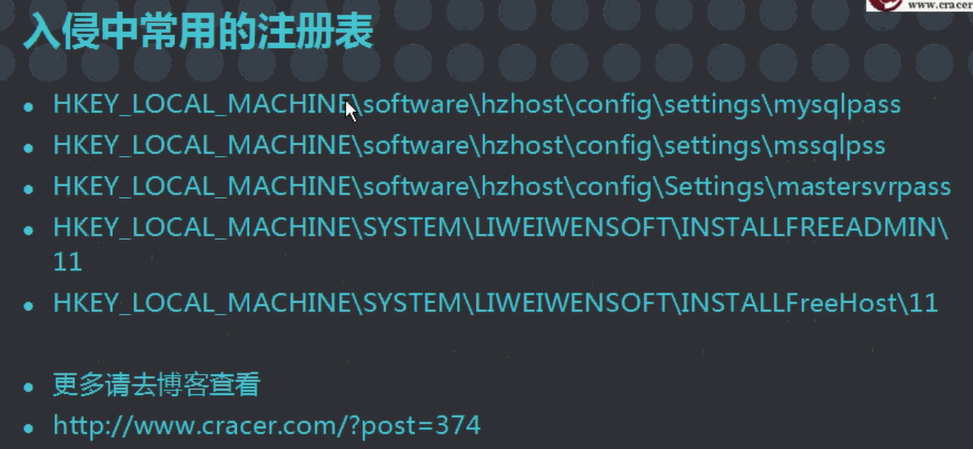 www.cracer
入侵中常用的注册表
• HKEY_LOCAL_MACHINE\software\hzhost\config\settings\mysqlpass
• HKEY_LOCAL_MACHINE\software\hzhost\config\settings\mssqlpss
• HKEY_LOCAL_MACHINE\software\hzhost\config\Settings\mastersvrpass
• HKEY_LOCAL_MACHINE\SYSTEM\LIWEIWENSOFT\INSTALLFREEADMIN\
11
• HKEY_LOCAL_MACHINE\SYSTEM\LIWEIWENSOFT\INSTALLFreeHost\11
• 更多请去博客查看
• http://www.cracer.com/?post=374